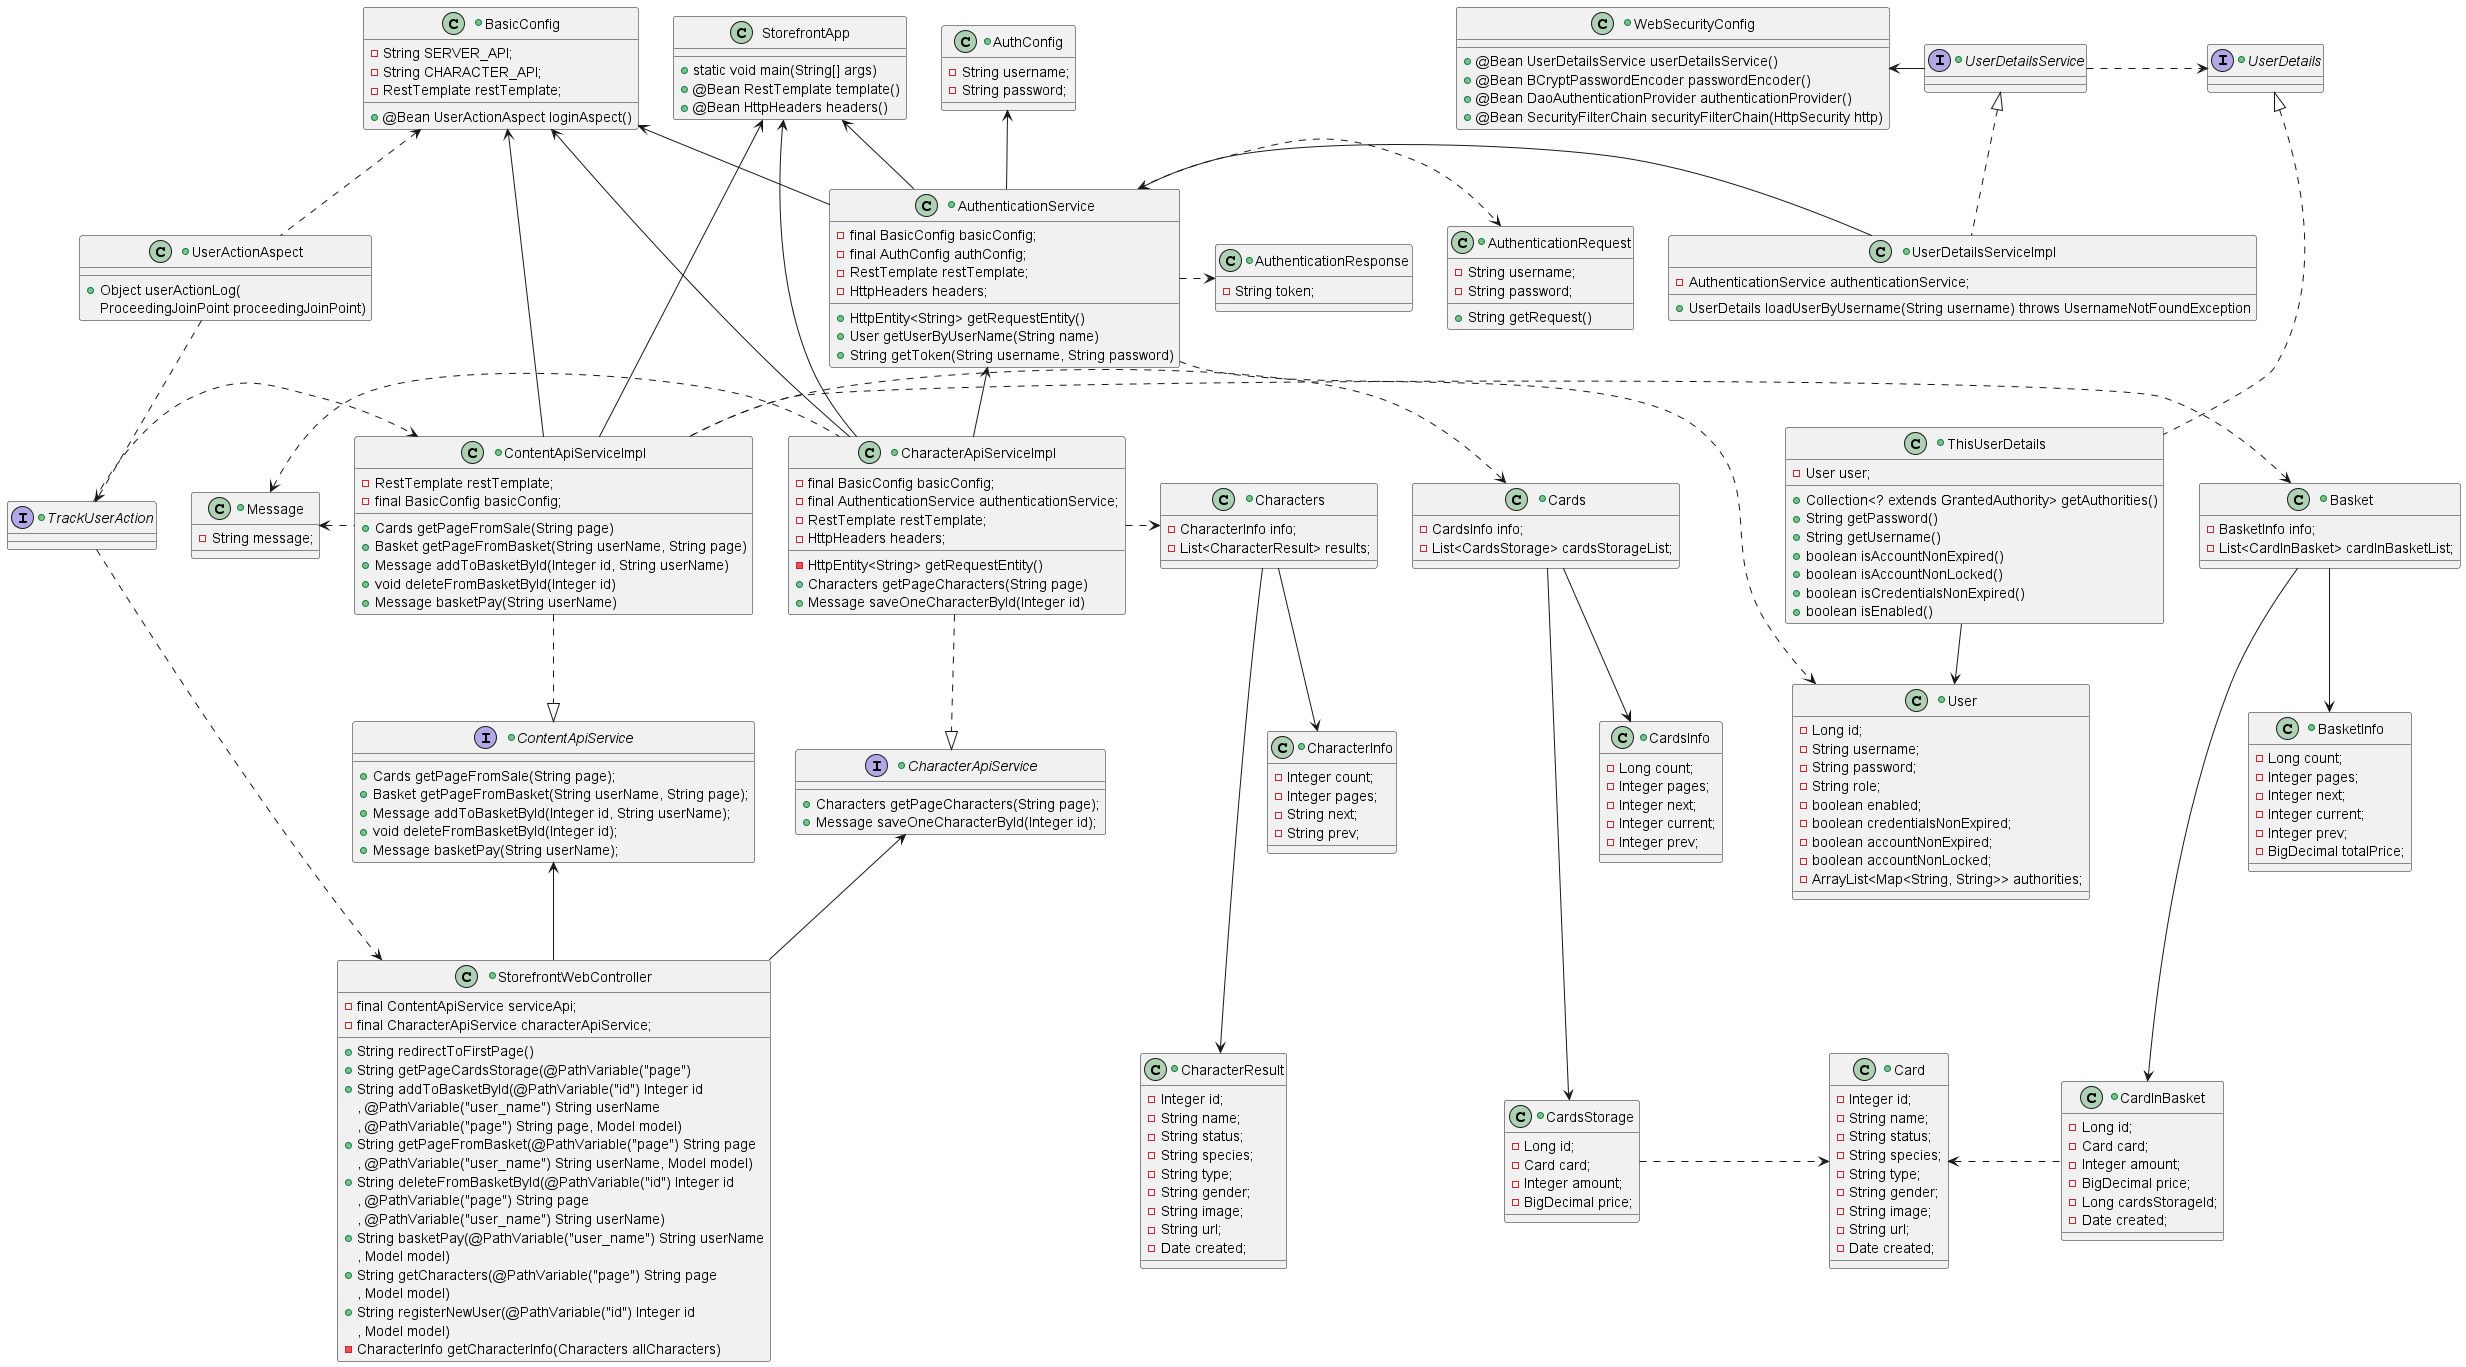 C BasicConfig
String SERVER_API;
String CHARACTER_API;
RestTemplate restTemplate;
@Bean UserActionAspect loginAspect()
C StorefrontApp
static void main(String[] args)
@Bean RestTemplate template()
@Bean HttpHeaders headers()
C AuthConfig
String username;
String password;
C WebSecurityConfig
@Bean UserDetailsService userDetailsService()
@Bean BCryptPasswordEncoder passwordEncoder()
@Bean DaoAuthenticationProvider authenticationProvider()
@Bean SecurityFilterChain securityFilterChain(HttpSecurity http)
I UserDetailsService
I UserDetails
C UserActionAspect
Object userActionLog(
ProceedingJoinPoint proceedingJoinPoint)
C AuthenticationService
final BasicConfig basicConfig;
final AuthConfig authConfig;
RestTemplate restTemplate;
HttpHeaders headers;
HttpEntity<String> getRequestEntity()
User getUserByUserName(String name)
String getToken(String username, String password)
C AuthenticationResponse
String token;
C AuthenticationRequest
String username;
String password;
String getRequest()
C UserDetailsServiceImpl
AuthenticationService authenticationService;
UserDetails loadUserByUsername(String username) throws UsernameNotFoundException
I TrackUserAction
C Message
String message;
C ContentApiServiceImpl
RestTemplate restTemplate;
final BasicConfig basicConfig;
Cards getPageFromSale(String page)
Basket getPageFromBasket(String userName, String page)
Message addToBasketById(Integer id, String userName)
void deleteFromBasketById(Integer id)
Message basketPay(String userName)
C CharacterApiServiceImpl
final BasicConfig basicConfig;
final AuthenticationService authenticationService;
RestTemplate restTemplate;
HttpHeaders headers;
HttpEntity<String> getRequestEntity()
Characters getPageCharacters(String page)
Message saveOneCharacterById(Integer id)
C Characters
CharacterInfo info;
List<CharacterResult> results;
C Cards
CardsInfo info;
List<CardsStorage> cardsStorageList;
C ThisUserDetails
User user;
Collection<? extends GrantedAuthority> getAuthorities()
String getPassword()
String getUsername()
boolean isAccountNonExpired()
boolean isAccountNonLocked()
boolean isCredentialsNonExpired()
boolean isEnabled()
C Basket
BasketInfo info;
List<CardInBasket> cardInBasketList;
I ContentApiService
Cards getPageFromSale(String page);
Basket getPageFromBasket(String userName, String page);
Message addToBasketById(Integer id, String userName);
void deleteFromBasketById(Integer id);
Message basketPay(String userName);
I CharacterApiService
Characters getPageCharacters(String page);
Message saveOneCharacterById(Integer id);
C CharacterInfo
Integer count;
Integer pages;
String next;
String prev;
C CardsInfo
Long count;
Integer pages;
Integer next;
Integer current;
Integer prev;
C User
Long id;
String username;
String password;
String role;
boolean enabled;
boolean credentialsNonExpired;
boolean accountNonExpired;
boolean accountNonLocked;
ArrayList<Map<String, String>> authorities;
C BasketInfo
Long count;
Integer pages;
Integer next;
Integer current;
Integer prev;
BigDecimal totalPrice;
C StorefrontWebController
final ContentApiService serviceApi;
final CharacterApiService characterApiService;
String redirectToFirstPage()
String getPageCardsStorage(@PathVariable("page")
String addToBasketById(@PathVariable("id") Integer id
, @PathVariable("user_name") String userName
, @PathVariable("page") String page, Model model)
String getPageFromBasket(@PathVariable("page") String page
, @PathVariable("user_name") String userName, Model model)
String deleteFromBasketById(@PathVariable("id") Integer id
, @PathVariable("page") String page
, @PathVariable("user_name") String userName)
String basketPay(@PathVariable("user_name") String userName
, Model model)
String getCharacters(@PathVariable("page") String page
, Model model)
String registerNewUser(@PathVariable("id") Integer id
, Model model)
CharacterInfo getCharacterInfo(Characters allCharacters)
C CharacterResult
Integer id;
String name;
String status;
String species;
String type;
String gender;
String image;
String url;
Date created;
C CardsStorage
Long id;
Card card;
Integer amount;
BigDecimal price;
C Card
Integer id;
String name;
String status;
String species;
String type;
String gender;
String image;
String url;
Date created;
C CardInBasket
Long id;
Card card;
Integer amount;
BigDecimal price;
Long cardsStorageId;
Date created;